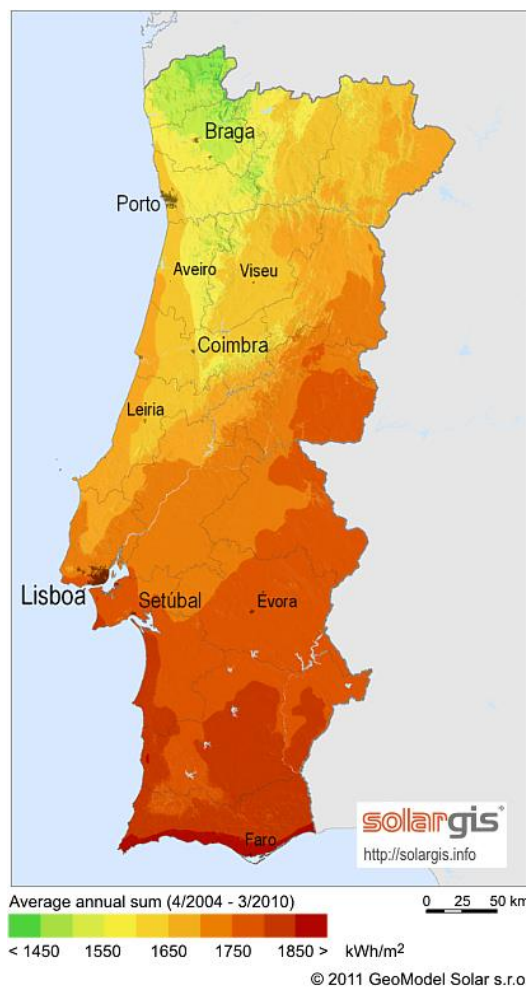 Braga
Porto
Aveiro
Viseu
Coimbra
Leiria
Lisboa
Setúbal
Évora
Faro
solargis
http://solargis.info
Average annual sum (4/2004 - 3/2010)
0 25 50 km
< 1450 1550 1650 1750 1850 > kWh/m²
© 2011 GeoModel Solar s.r.o